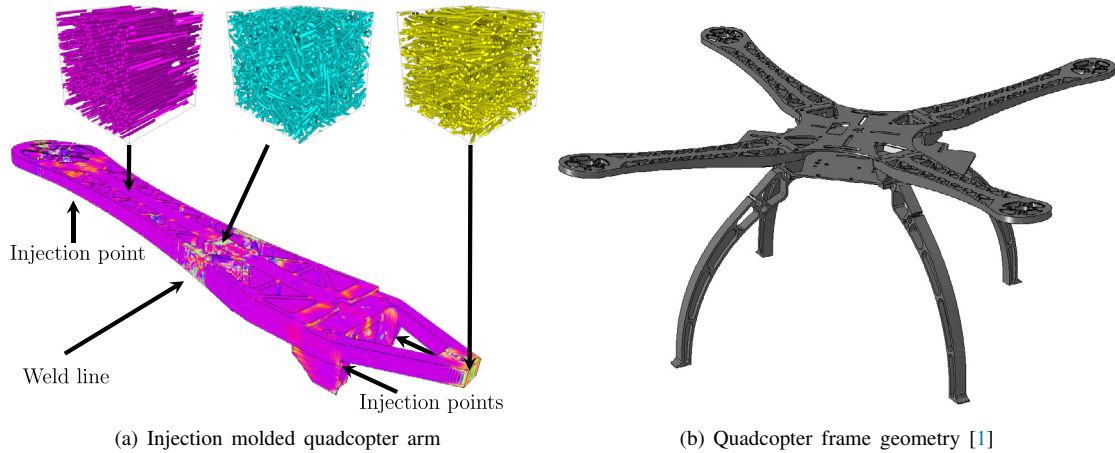 Injection point
Weld line
Injection points
(a) Injection molded quadcopter arm
(b) Quadcopter frame geometry [1]